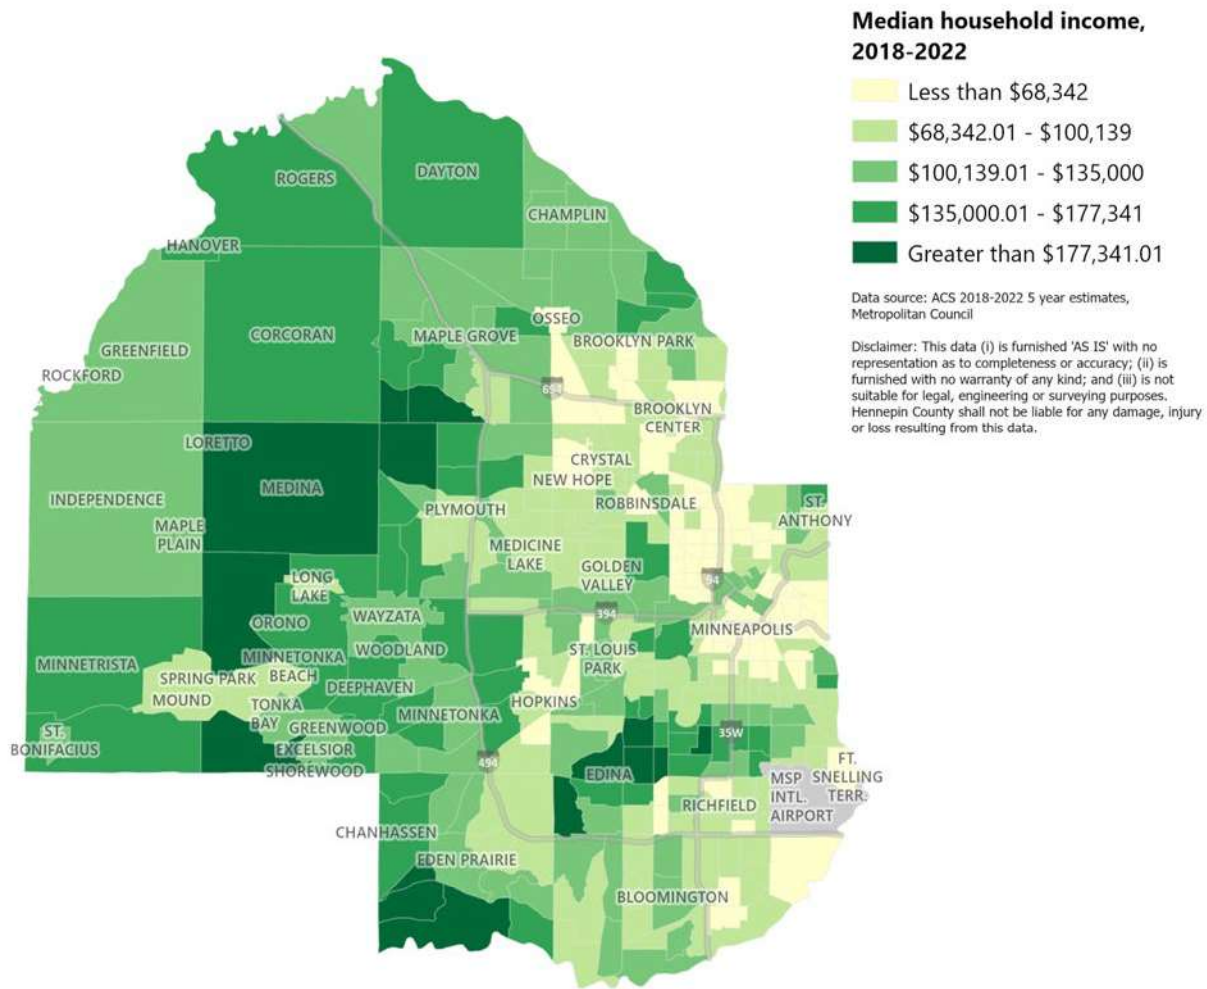 Median household income,
2018-2022
Less than $68,342
$68,342.01 - $100,139
$100,139.01 - $135,000
$135,000.01 - $177,341
Greater than $177,341.01
Data source: ACS 2018-2022 5 year estimates,
Metropolitan Council
Disclaimer: This data (i) is furnished 'AS IS' with no
representation as to completeness or accuracy; (ii) is
furnished with no warranty of any kind; and (iii) is not
suitable for legal, engineering or surveying purposes.
Hennepin County shall not be liable for any damage, injury
or loss resulting from this data.
ROGERS
DAYTON
CHAMPLIN
HANOVER
OSSEO
CORCORAN
MAPLE GROVE
BROOKLYN PARK
GREENFIELD
ROCKFORD
694
BROOKLYN
CENTER
LORETTO
CRYSTAL
NEW HOPE
MEDINA
INDEPENDENCE
ROBBINSDALE
PLYMOUTH
ST.
ANTHONY
MAPLE
PLAIN
MEDICINE
LAKE
GOLDEN
VALLEY
94
LONG
LAKE
394
WAYZATA
ORONO
MINNEAPOLIS
WOODLAND
ST. LOUIS
PARK
MINNETONKA
BEACH
MINNETRISTA
SPRING PARK
DEEPHAVEN
MOUND
HOPKINS
TONKA
BAY
MINNETONKA
GREENWOOD
ST.
BONIFACIUS
EXCELSIOR
35W
494
SHOREWOOD
EDINA
FT.
SNELLING
TERR.
MSP
INTL.
AIRPORT
RICHFIELD
CHANHASSEN
EDEN PRAIRIE
BLOOMINGTON